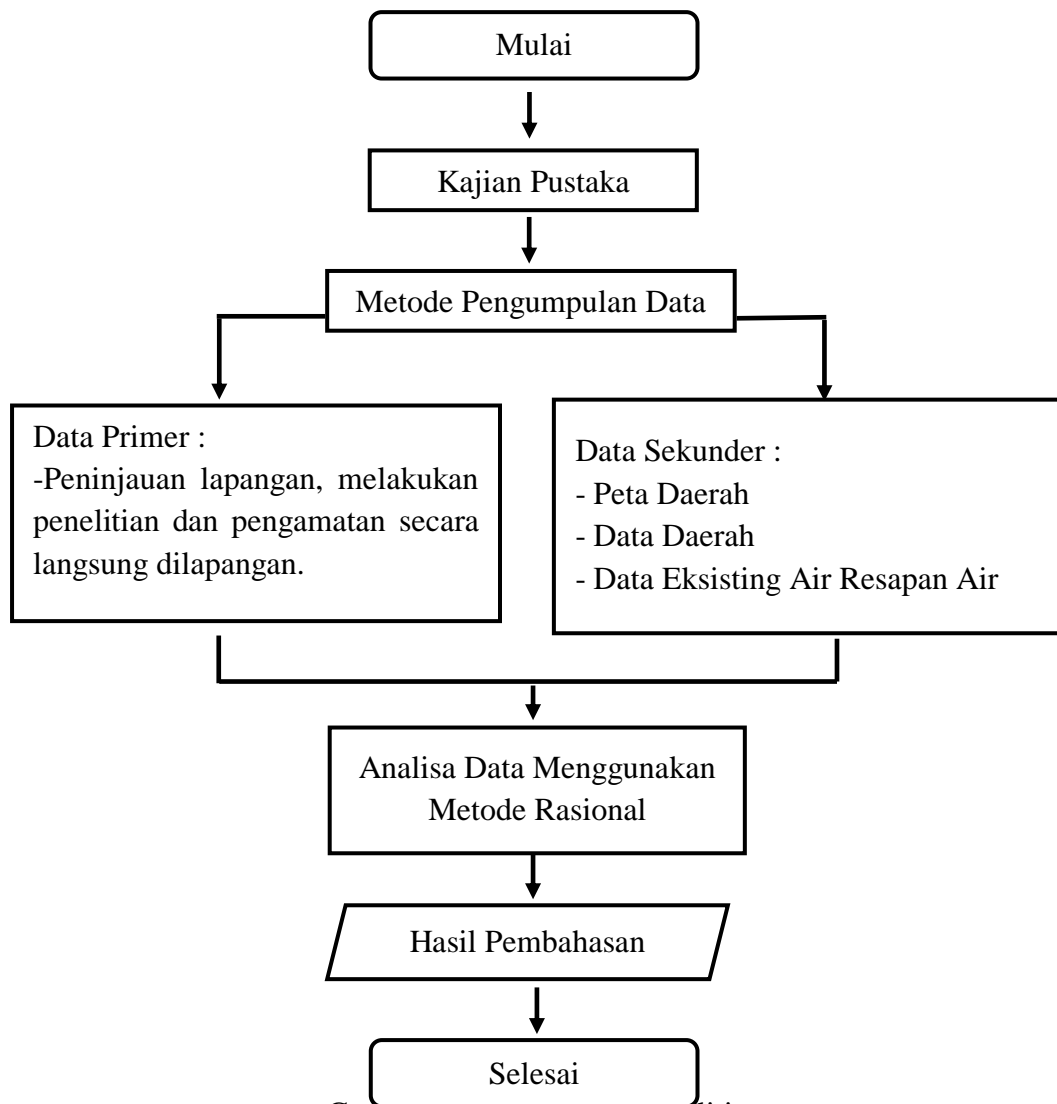 Mulai
Kajian Pustaka
Metode Pengumpulan Data
Data Primer :
-Peninjauan lapangan, melakukan
penelitian dan pengamatan secara
langsung dilapangan.
Data Sekunder :
- Peta Daerah
- Data Daerah
- Data Eksisting Air Resapan Air
Analisa Data Menggunakan
Metode Rasional
Hasil Pembahasan
Selesai